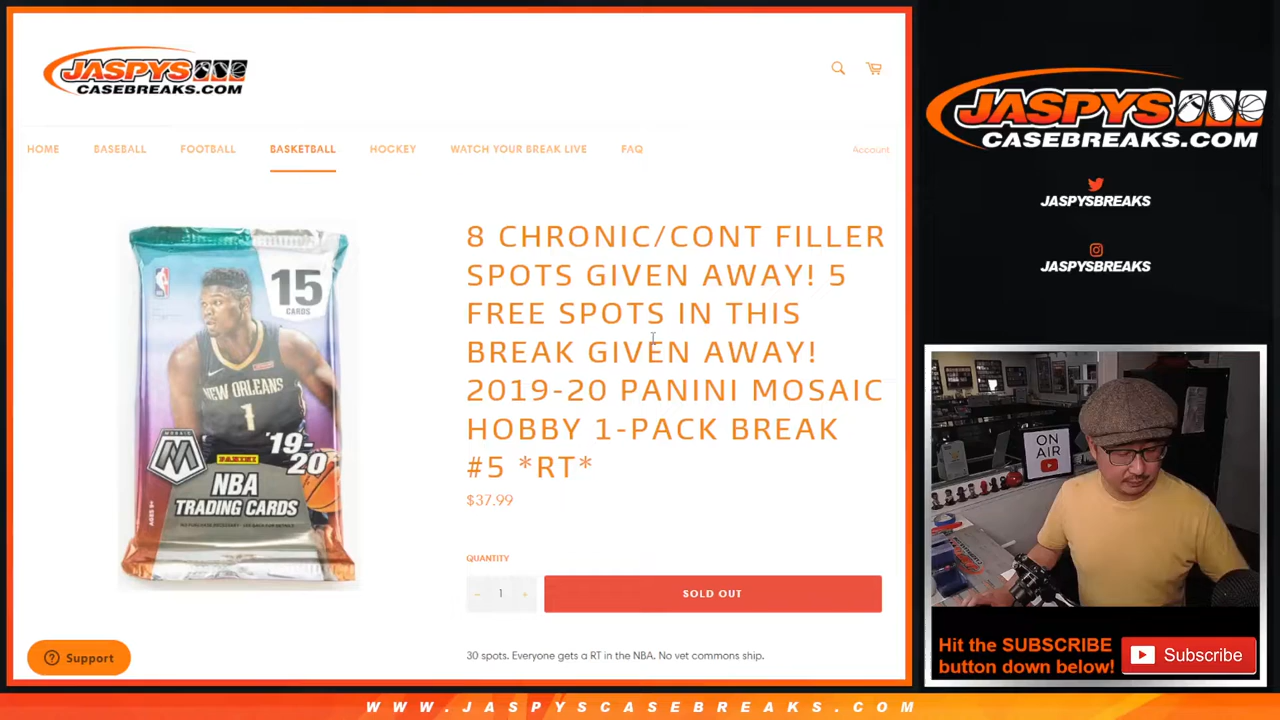 JASPYS
CASEBREAKS.COM
HOME
BASEBALL
FOOTBALL
BASKETBALL
HOCKEY
WATCH YOUR BREAK LIVE
FAQ
Account
15
CARDS
NEW ORLEANS
1
MOSAIC
PANINI
'19-
20
NBA
TRADING CARDS
8 CHRONIC/CONT FILLER
SPOTS GIVEN AWAY! 5
FREE SPOTS IN THIS
BREAK GIVEN AWAY!
2019-20 PANINI MOSAIC
HOBBY 1-PACK BREAK
#5 *RT*
$37.99
QUANTITY
− 1 +
SOLD OUT
30 spots. Everyone gets a RT in the NBA. No vet commons ship.
Support
JASPYS
CASEBREAKS.COM
JASPYSBREAKS
JASPYSBREAKS
ON
AIR
Hit the SUBSCRIBE
button down below!
Subscribe
WWW.JASPYSCASEBREAKS.COM